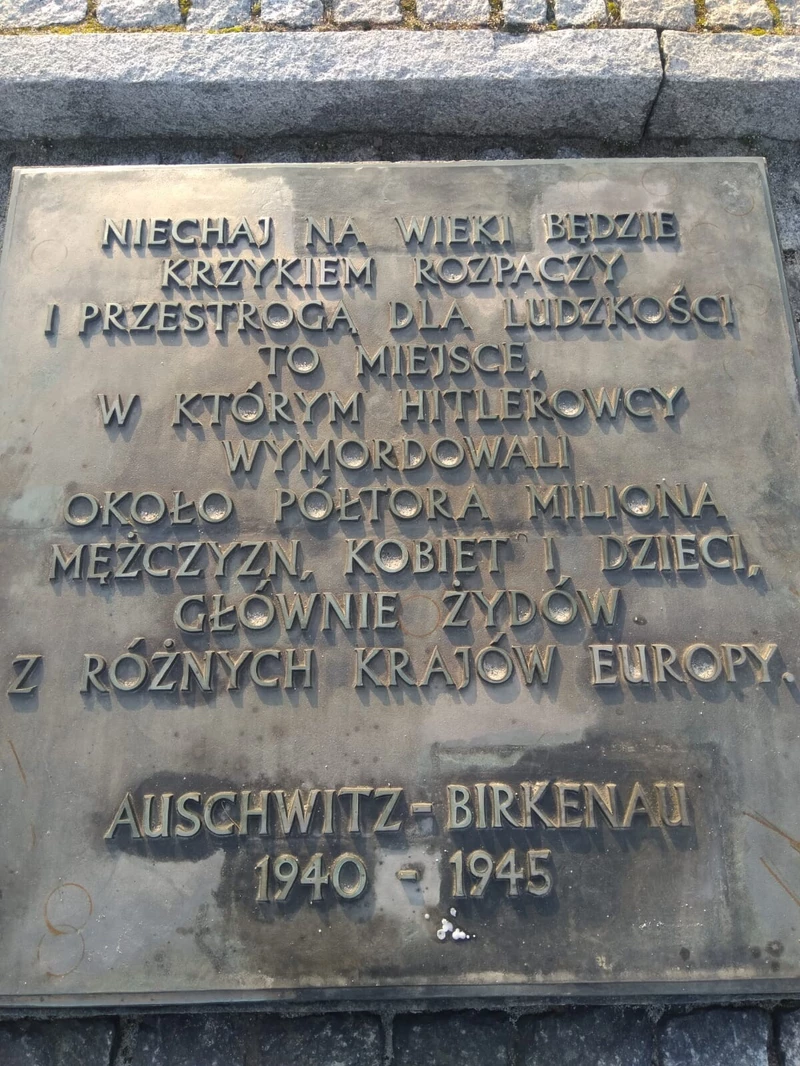 NIECHAJ NA WIEKI BĘDZIE
KRZYKIEM ROZPACZY
I PRZESTROGĄ DLA LUDZKOŚCI
TO MIEJSCE,
W KTÓRYM HITLEROWCY
WYMORDOWALI
OKOŁO PÓŁTORA MILIONA
MĘŻCZYZN, KOBIET I DZIECI,
GŁÓWNIE ŻYDÓW
Z RÓŻNYCH KRAJÓW EUROPY.
AUSCHWITZ-BIRKENAU
1940 - 1945